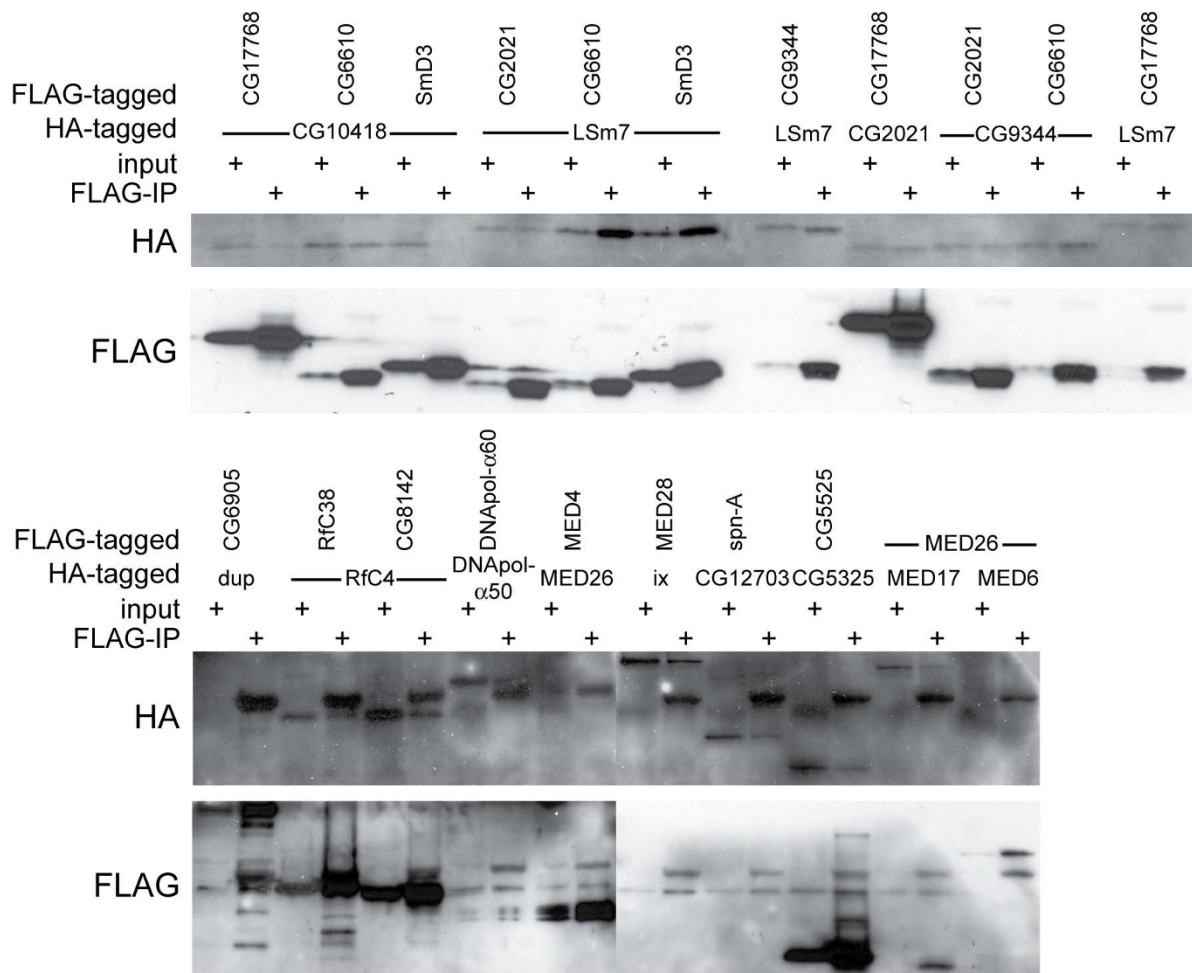 CG17768 CG6610 SmD3 CG2021 CG6610 SmD3 CG9344 CG17768 CG2021 CG6610 CG17768
FLAG-tagged
HA-tagged CG10418 LSm7 LSm7 CG2021 CG9344 LSm7
input + + + + + + + + + + +
FLAG-IP + + + + + + + + + + +
HA
FLAG
CG6905 RfC38 CG8142 DNApol-α60 MED4 MED28 spn-A CG5525
FLAG-tagged MED26
HA-tagged dup RfC4 DNApol-α50 MED26 ix CG12703 CG5325 MED17 MED6
input + + + + + + + + + +
FLAG-IP + + + + + + + + + +
HA
FLAG